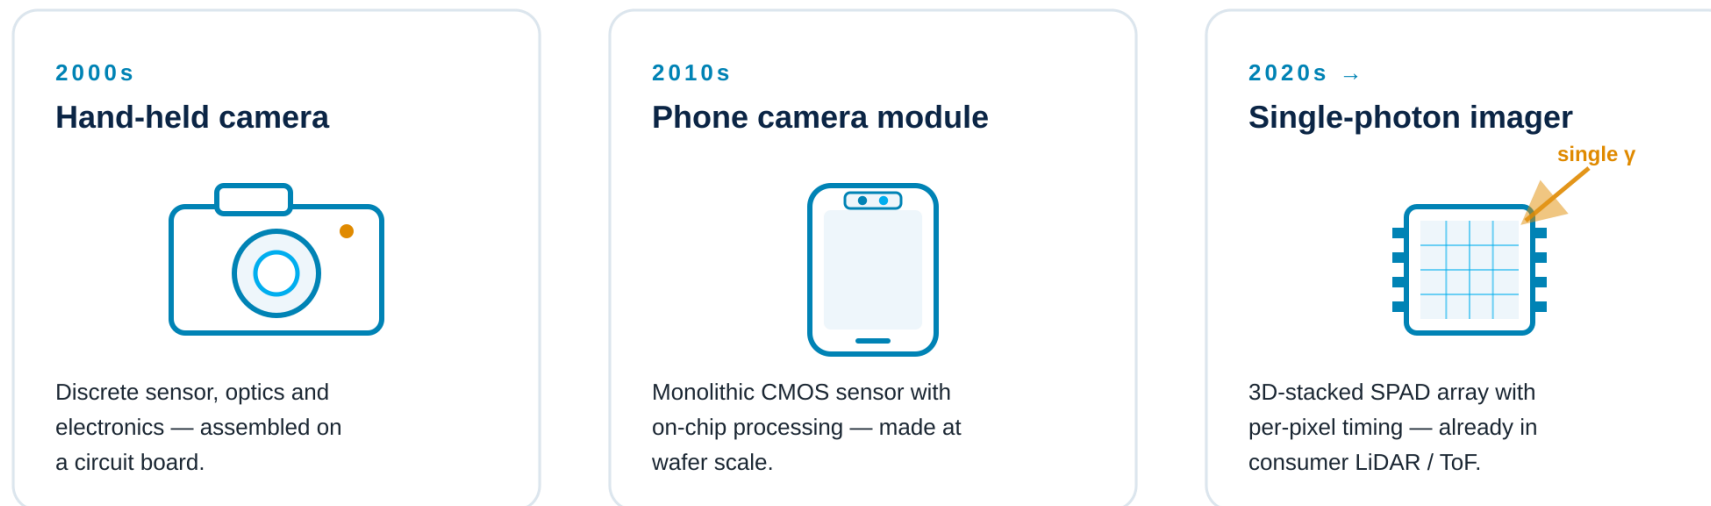 2000s
Hand-held camera
Discrete sensor, optics and
electronics — assembled on
a circuit board.
2010s
Phone camera module
Monolithic CMOS sensor with
on-chip processing — made at
wafer scale.
2020s →
Single-photon imager
single γ
3D-stacked SPAD array with
per-pixel timing — already in
consumer LiDAR / ToF.